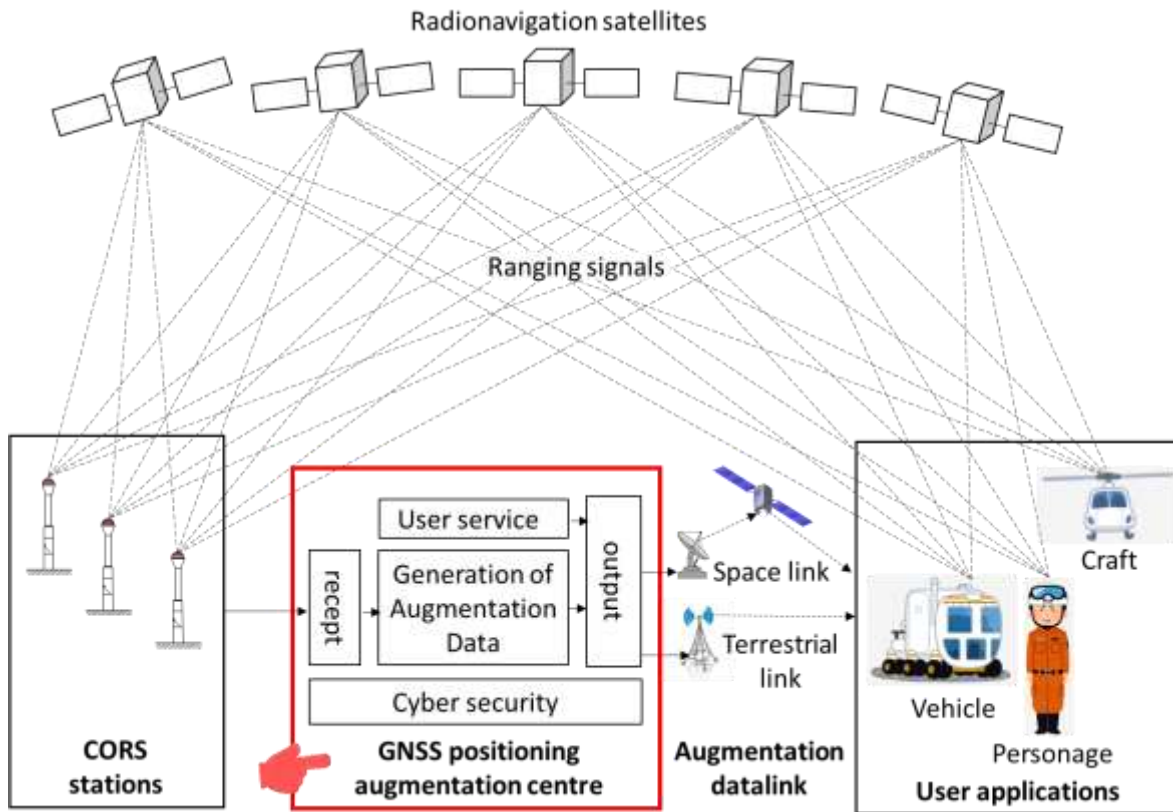 Radionavigation satellites
Ranging signals
User service
recept
Generation of
Augmentation
Data
output
Cyber security
Space link
Terrestrial
link
Craft
Vehicle
Personage
CORS
stations
GNSS positioning
augmentation centre
Augmentation
datalink
User applications